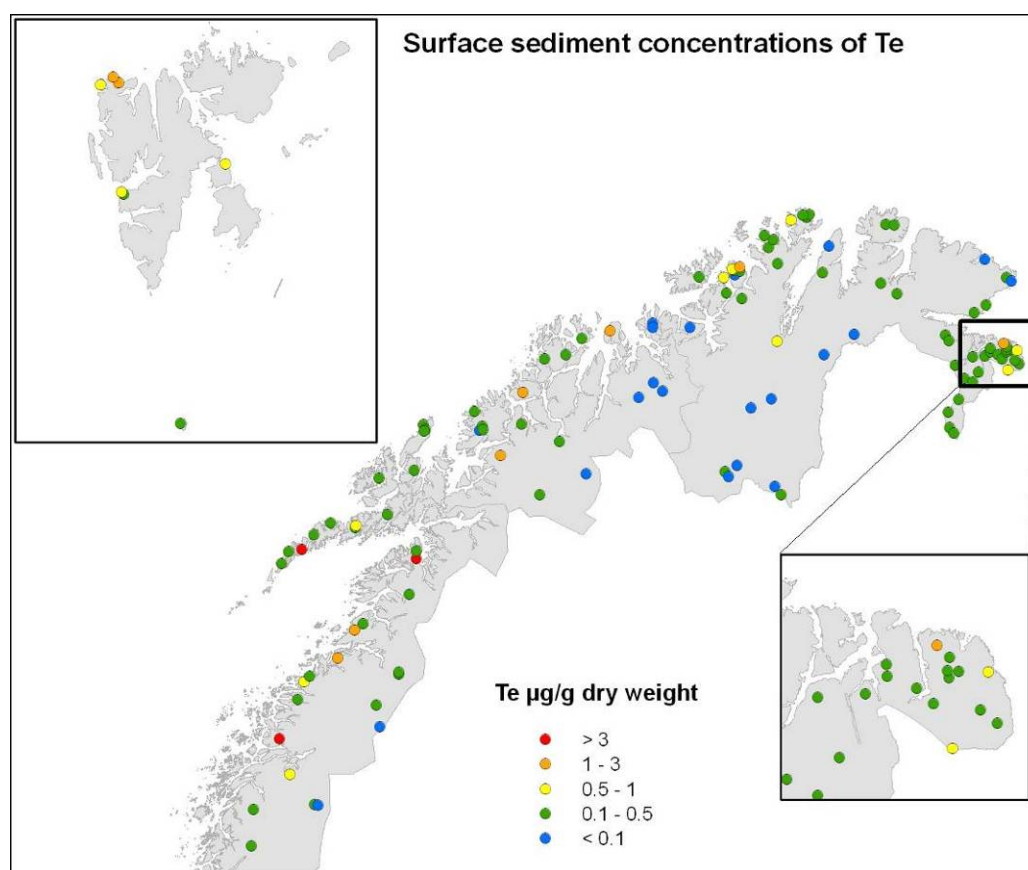 Surface sediment concentrations of Te
Te µg/g dry weight
> 3
1 - 3
0.5 - 1
0.1 - 0.5
< 0.1